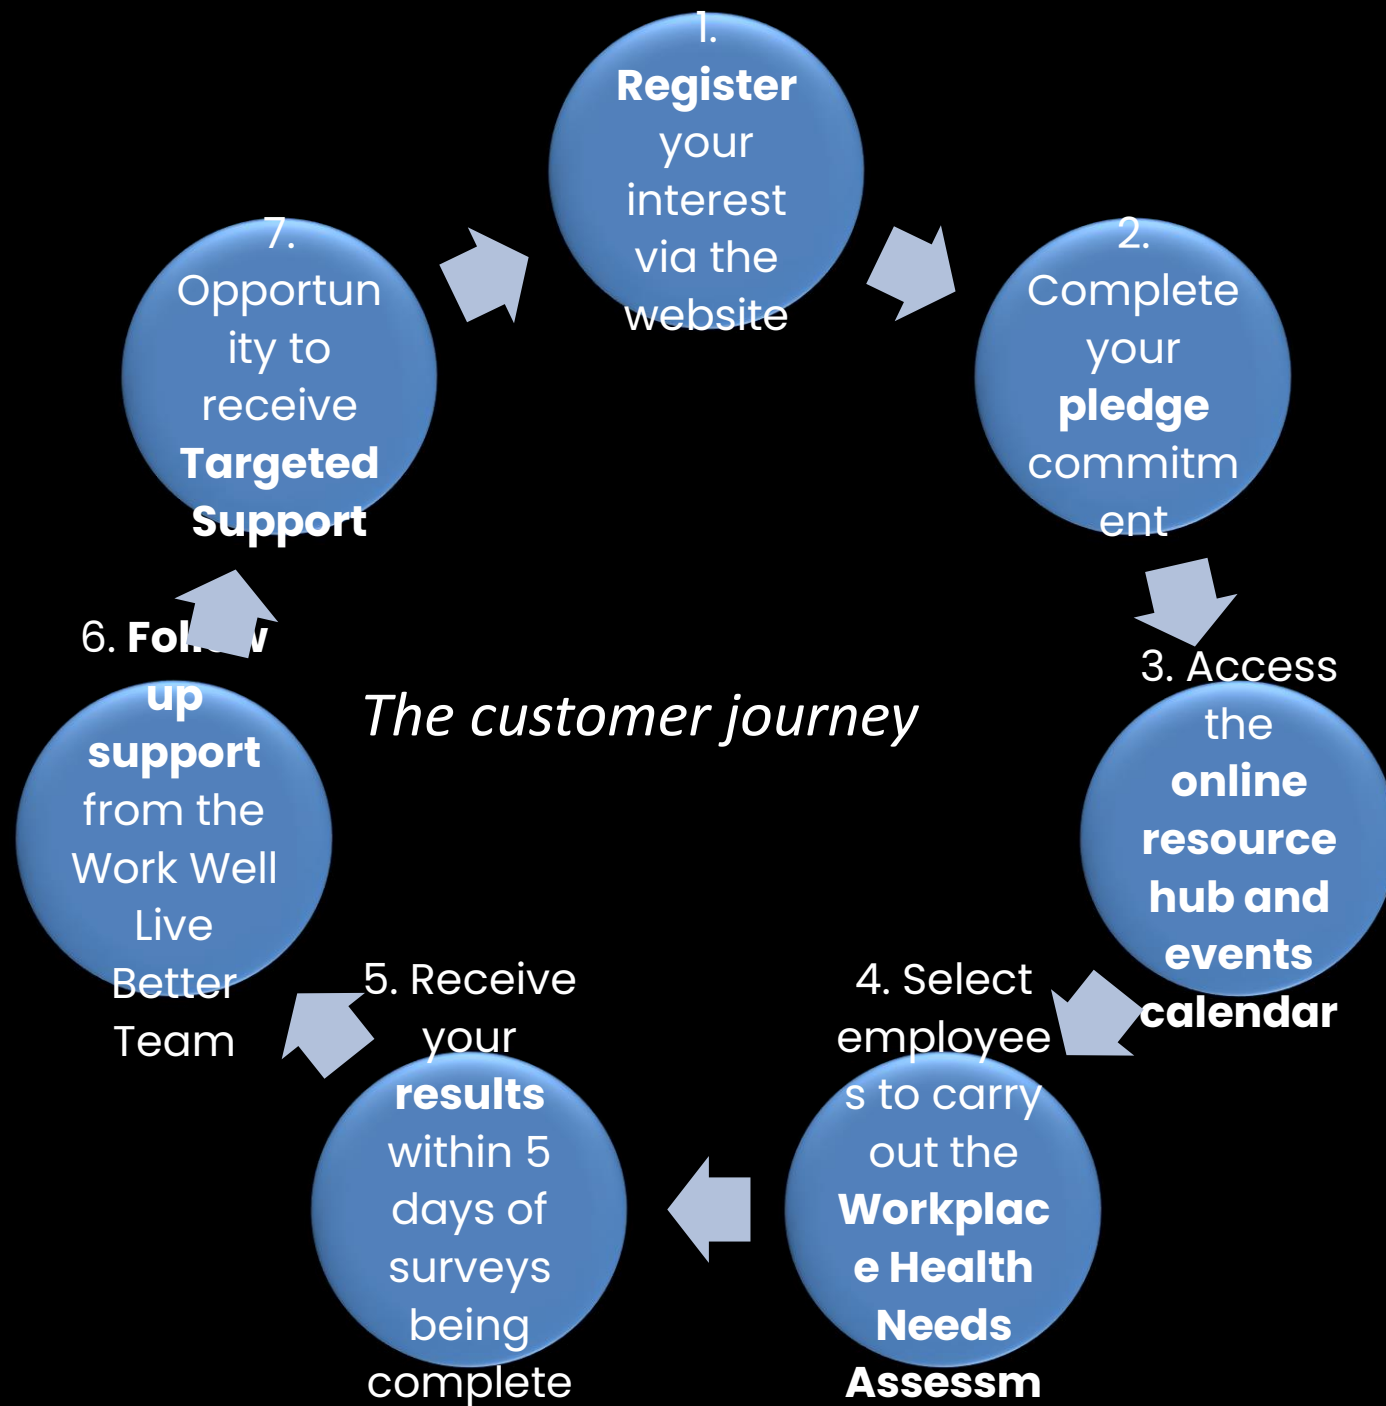 1.
Register
your
interest
via the
website
2.
Complete
your
pledge
commitm
ent
3. Access
the
online
resource
hub and
events
calendar
4. Select
employee
s to carry
out the
Workplac
e Health
Needs
Assessm
5. Receive
your
results
within 5
days of
surveys
being
complete
6. Follow
up
support
from the
Work Well
Live
Better
Team
7.
Opportun
ity to
receive
Targeted
Support
The customer journey